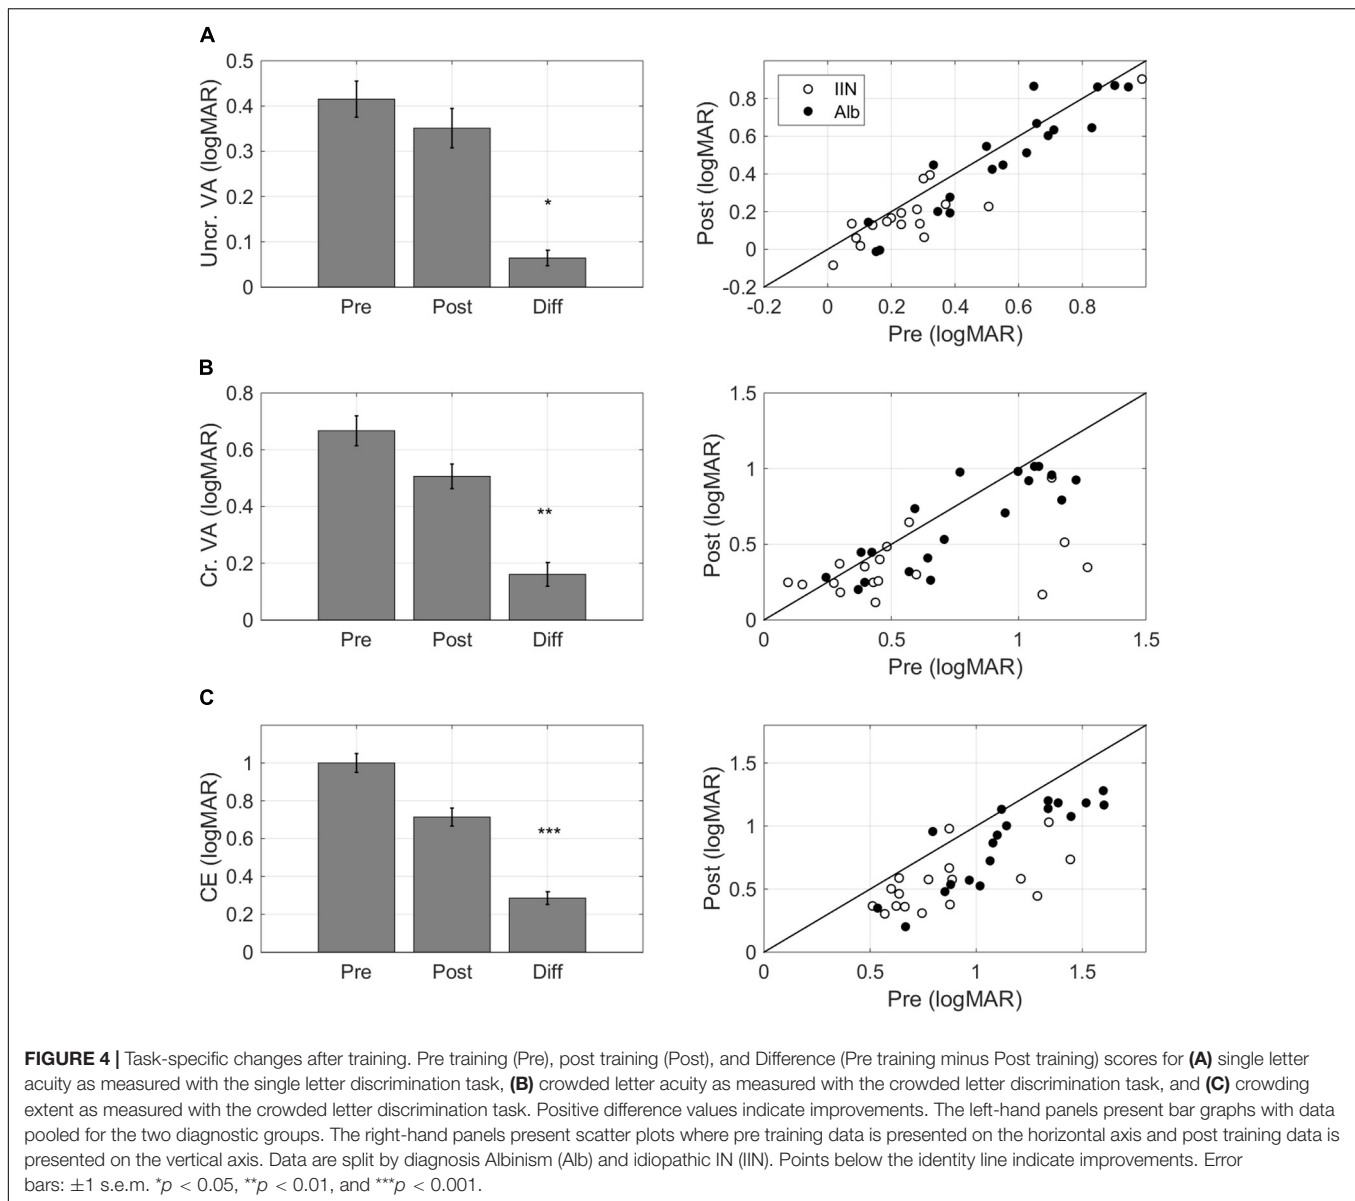 A
0.5
0.4
0.3
0.2
0.1
0
Uncr. VA (logMAR)
*
Pre Post Diff
IIN
Alb
0.8
0.6
0.4
0.2
0
-0.2
Post (logMAR)
-0.2 0 0.2 0.4 0.6 0.8
Pre (logMAR)
B
0.8
0.6
0.4
0.2
0
Cr. VA (logMAR)
**
Pre Post Diff
1.5
1
0.5
0
Post (logMAR)
0 0.5 1 1.5
Pre (logMAR)
C
1
0.8
0.6
0.4
0.2
0
CE (logMAR)
***
Pre Post Diff
1.5
1
0.5
0
Post (logMAR)
0 0.5 1 1.5
Pre (logMAR)
FIGURE 4 | Task-specific changes after training. Pre training (Pre), post training (Post), and Difference (Pre training minus Post training) scores for (A) single letter
acuity as measured with the single letter discrimination task, (B) crowded letter acuity as measured with the crowded letter discrimination task, and (C) crowding
extent as measured with the crowded letter discrimination task. Positive difference values indicate improvements. The left-hand panels present bar graphs with data
pooled for the two diagnostic groups. The right-hand panels present scatter plots where pre training data is presented on the horizontal axis and post training data is
presented on the vertical axis. Data are split by diagnosis Albinism (Alb) and idiopathic IN (IIN). Points below the identity line indicate improvements. Error
bars: ±1 s.e.m. *p < 0.05, **p < 0.01, and ***p < 0.001.